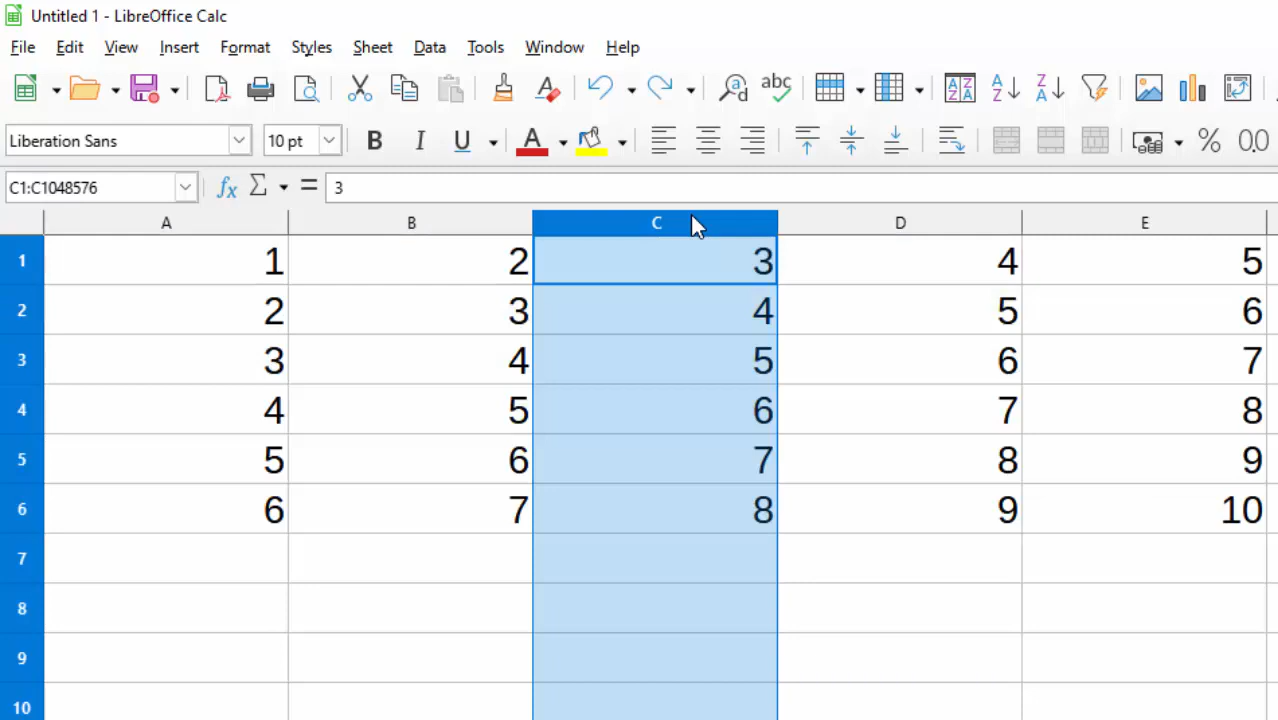 Untitled 1 - LibreOffice Calc
File Edit View Insert Format Styles Sheet Data Tools Window Help
Liberation Sans 10 pt B I U A % 0.0
C1:C1048576 fx Σ = 3
A B C D E
1 1 2 3 4 5
2 2 3 4 5 6
3 3 4 5 6 7
4 4 5 6 7 8
5 5 6 7 8 9
6 6 7 8 9 10
7
8
9
10